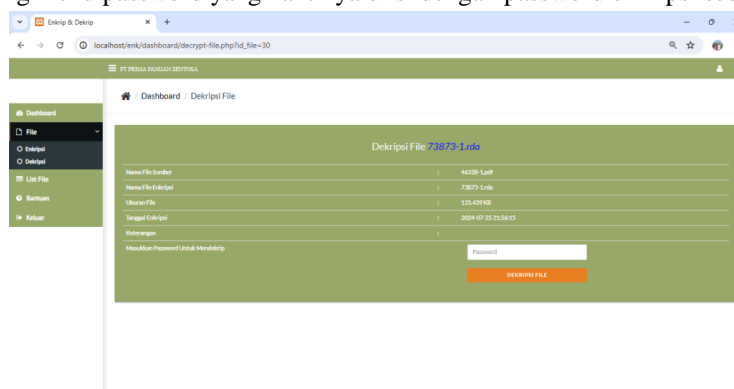 Enkrip & Dekrip
localhost/enk/dashboard/decrypt-file.php?id_file=30
PT PRIMA PANGAN SENTOSA
/ Dashboard / Dekripsi File
Dashboard
File
Enkripsi
Dekripsi
List File
Bantuan
Keluar
Dekripsi File 73873-1.rda
Nama File Sumber : 46328-1.pdf
Nama File Enkripsi : 73873-1.rda
Ukuran File : 125.439 KB
Tanggal Enkripsi : 2024-07-25 21:56:15
Keterangan :
Masukkan Password Untuk Mendekrip
Password
DEKRIPSI FILE